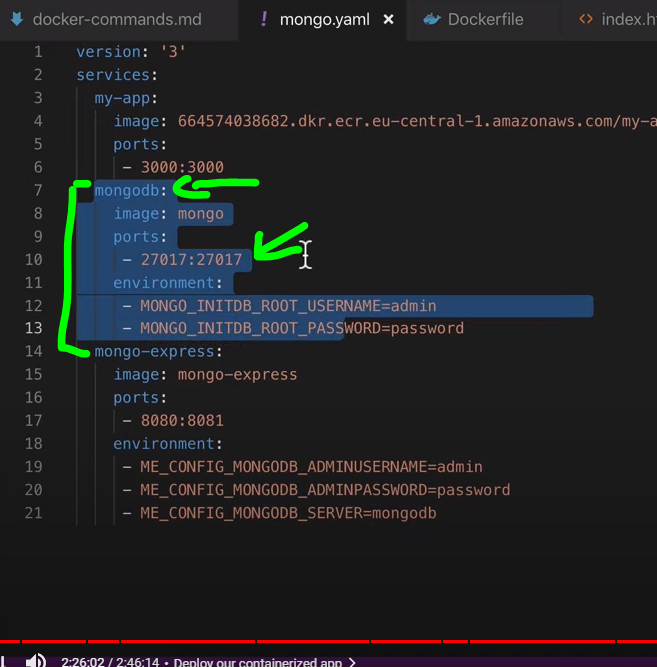 docker-commands.md ! mongo.yaml × Dockerfile <> index.h
1 version: '3'
2 services:
3 my-app:
4 image: 664574038682.dkr.ecr.eu-central-1.amazonaws.com/my-a
5 ports:
6 - 3000:3000
7 mongodb:
8 image: mongo
9 ports:
10 - 27017:27017
11 environment:
12 - MONGO_INITDB_ROOT_USERNAME=admin
13 - MONGO_INITDB_ROOT_PASSWORD=password
14 mongo-express:
15 image: mongo-express
16 ports:
17 - 8080:8081
18 environment:
19 - ME_CONFIG_MONGODB_ADMINUSERNAME=admin
20 - ME_CONFIG_MONGODB_ADMINPASSWORD=password
21 - ME_CONFIG_MONGODB_SERVER=mongodb
2:26:02 / 2:46:14 • Deploy our containerized app >